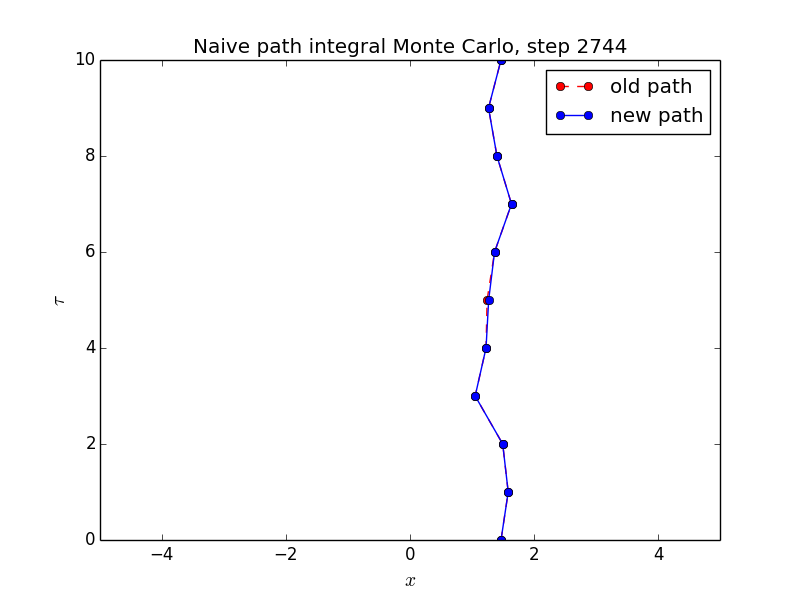 Naive path integral Monte Carlo, step 2744
10
8
6
4
2
0
τ
−4
−2
0
2
4
x
old path
new path